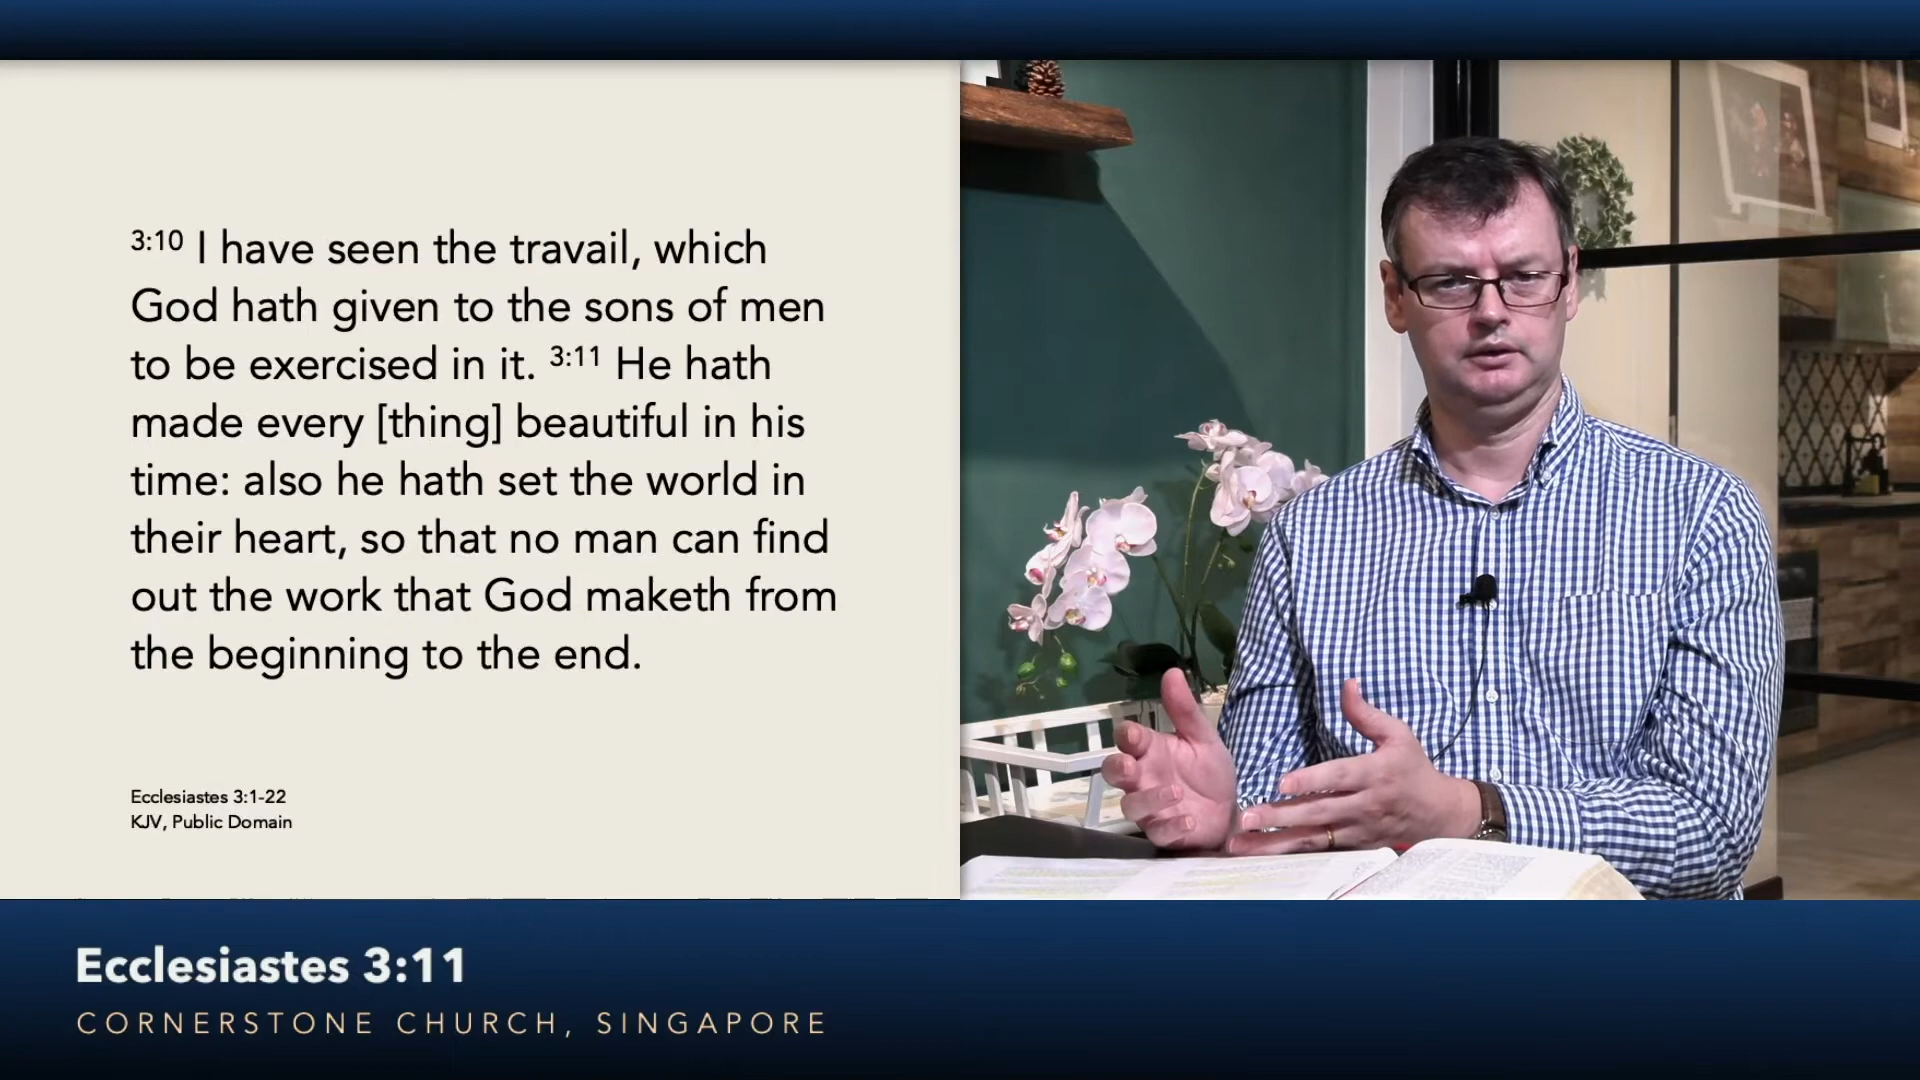 3:10 I have seen the travail, which
God hath given to the sons of men
to be exercised in it. 3:11 He hath
made every [thing] beautiful in his
time: also he hath set the world in
their heart, so that no man can find
out the work that God maketh from
the beginning to the end.
Ecclesiastes 3:1-22
KJV, Public Domain
Ecclesiastes 3:11
CORNERSTONE CHURCH, SINGAPORE